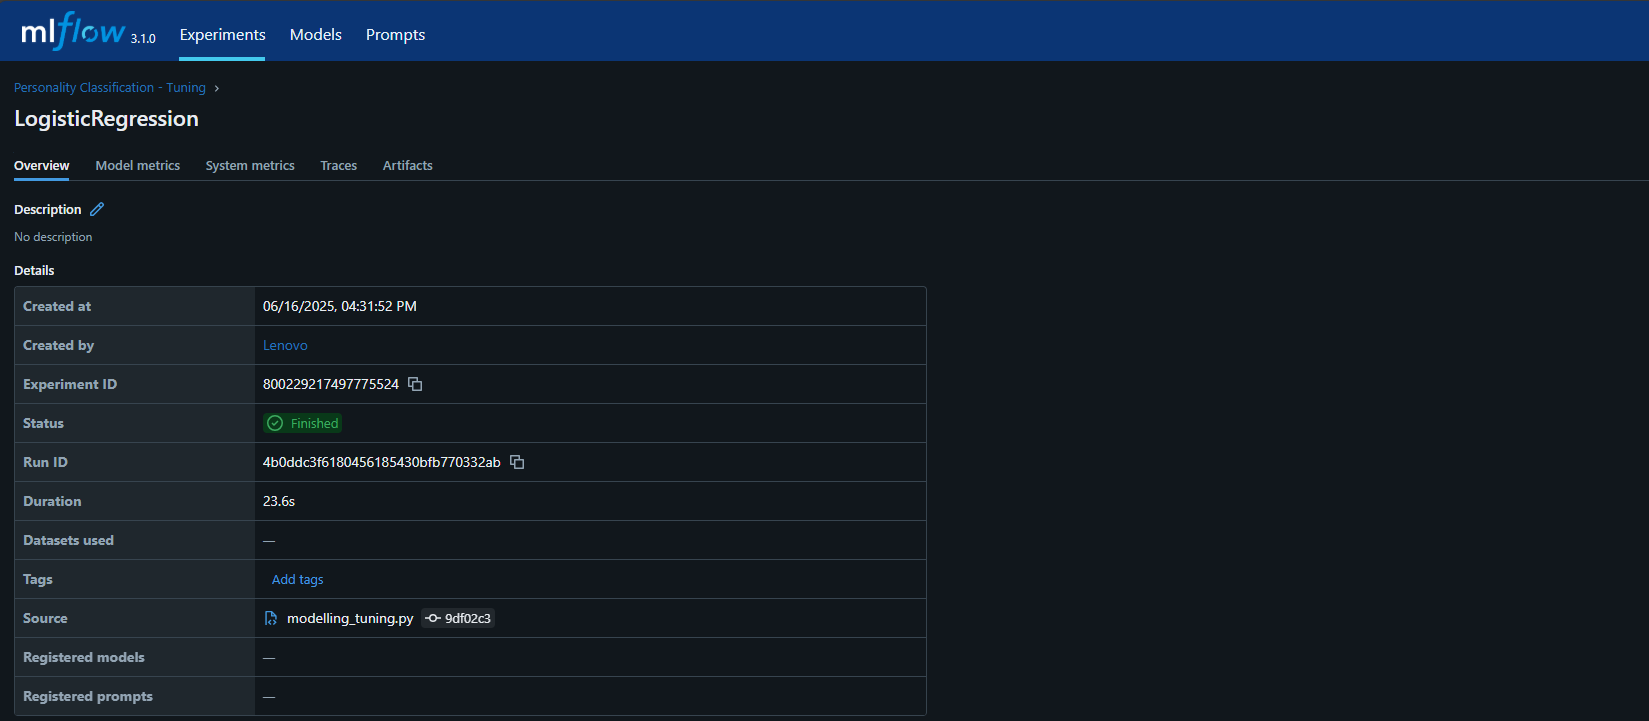 mlflow 3.1.0 Experiments Models Prompts
Personality Classification - Tuning ›
LogisticRegression
Overview Model metrics System metrics Traces Artifacts
Description
No description
Details
Created at 06/16/2025, 04:31:52 PM
Created by Lenovo
Experiment ID 800229217497775524
Status Finished
Run ID 4b0ddc3f6180456185430bfb770332ab
Duration 23.6s
Datasets used —
Tags Add tags
Source modelling_tuning.py 9df02c3
Registered models —
Registered prompts —